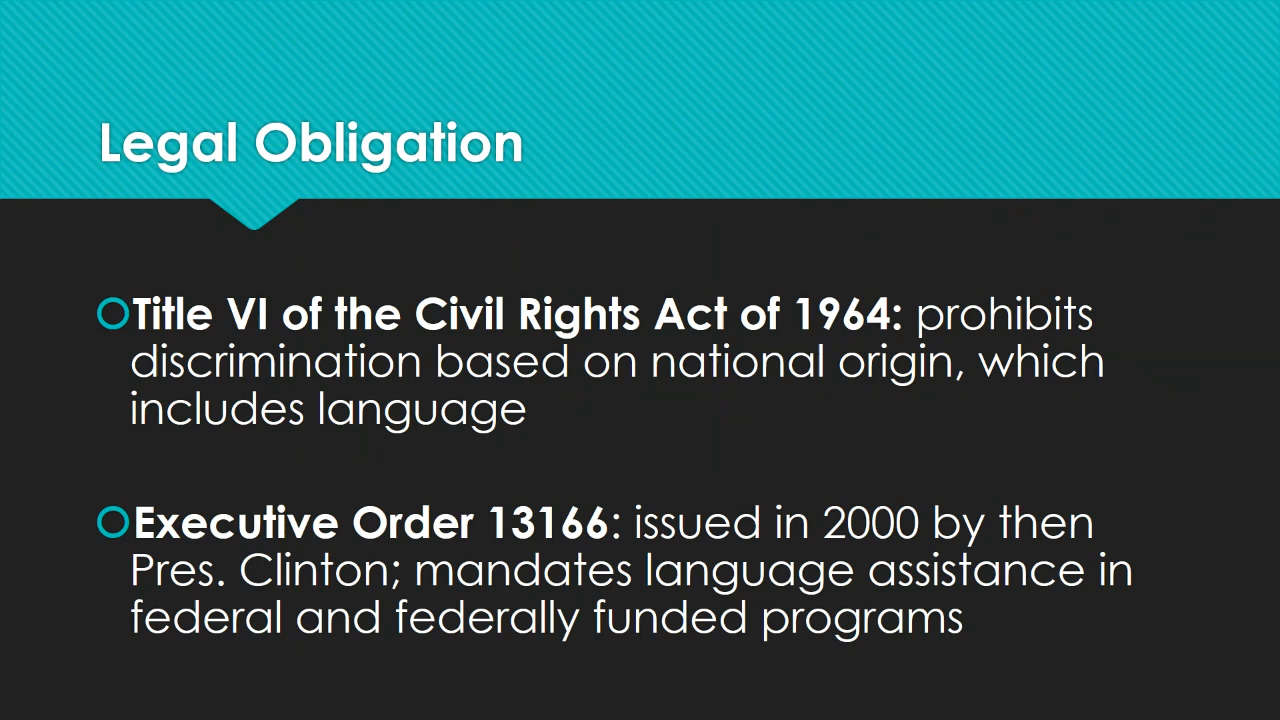 Legal Obligation
Title VI of the Civil Rights Act of 1964: prohibits
discrimination based on national origin, which
includes language
Executive Order 13166: issued in 2000 by then
Pres. Clinton; mandates language assistance in
federal and federally funded programs